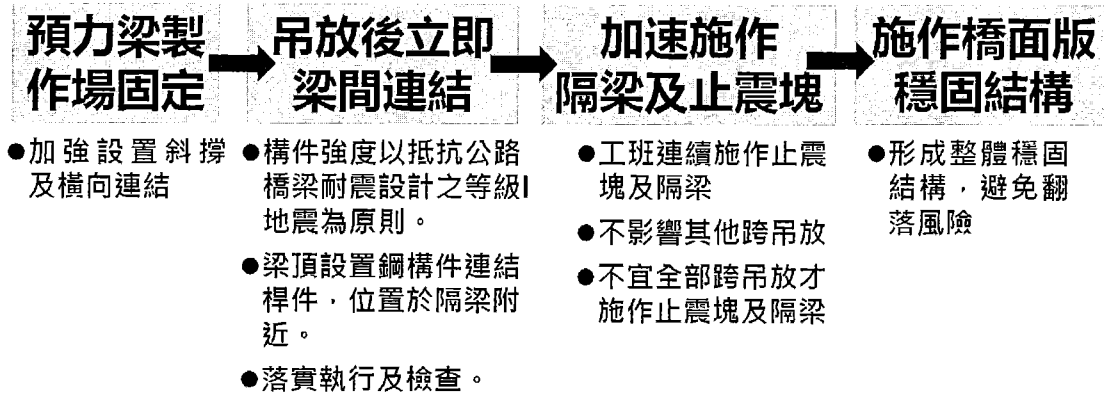 預力梁製
作場固定
吊放後立即
梁間連結
加速施作
隔梁及止震塊
施作橋面版
穩固結構
●加強設置斜撐
及橫向連結
●構件強度以抵抗公路
橋梁耐震設計之等級I
地震為原則。
●梁頂設置鋼構件連結
桿件，位置於隔梁附
近。
●落實執行及檢查。
●工班連續施作止震
塊及隔梁
●不影響其他跨吊放
●不宜全部跨吊放才
施作止震塊及隔梁
●形成整體穩固
結構，避免翻
落風險